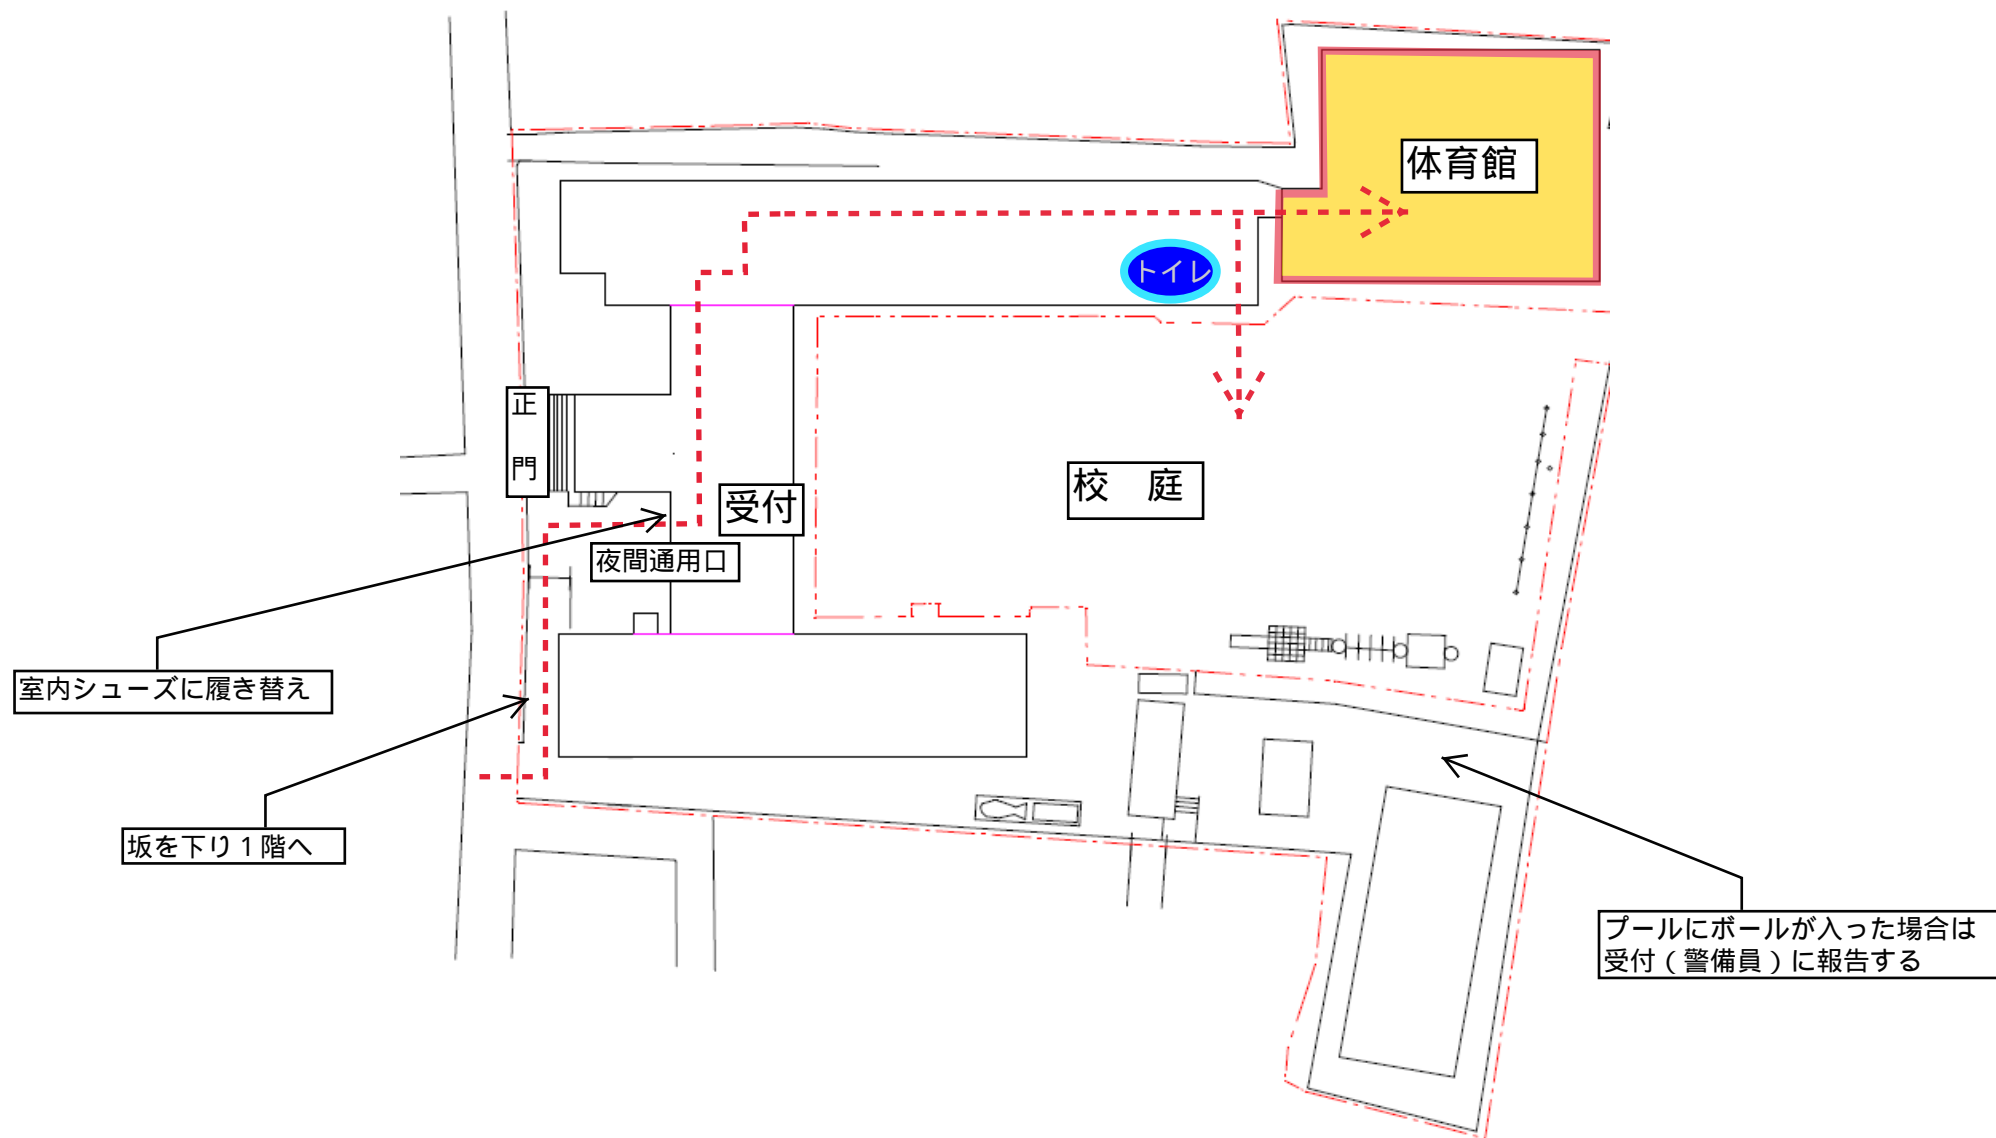 体育館
トイレ
正
門
校　庭
受付
夜間通用口
室内シューズに履き替え
坂を下り１階へ
プールにボールが入った場合は
受付（警備員）に報告する